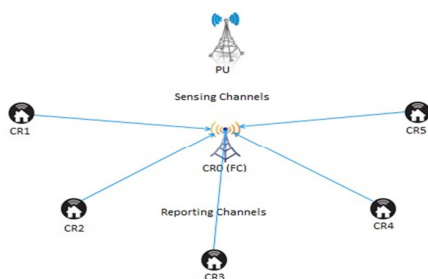 PU
Sensing Channels
CR1
CR5
CR0 (FC)
Reporting Channels
CR2
CR4
CR3